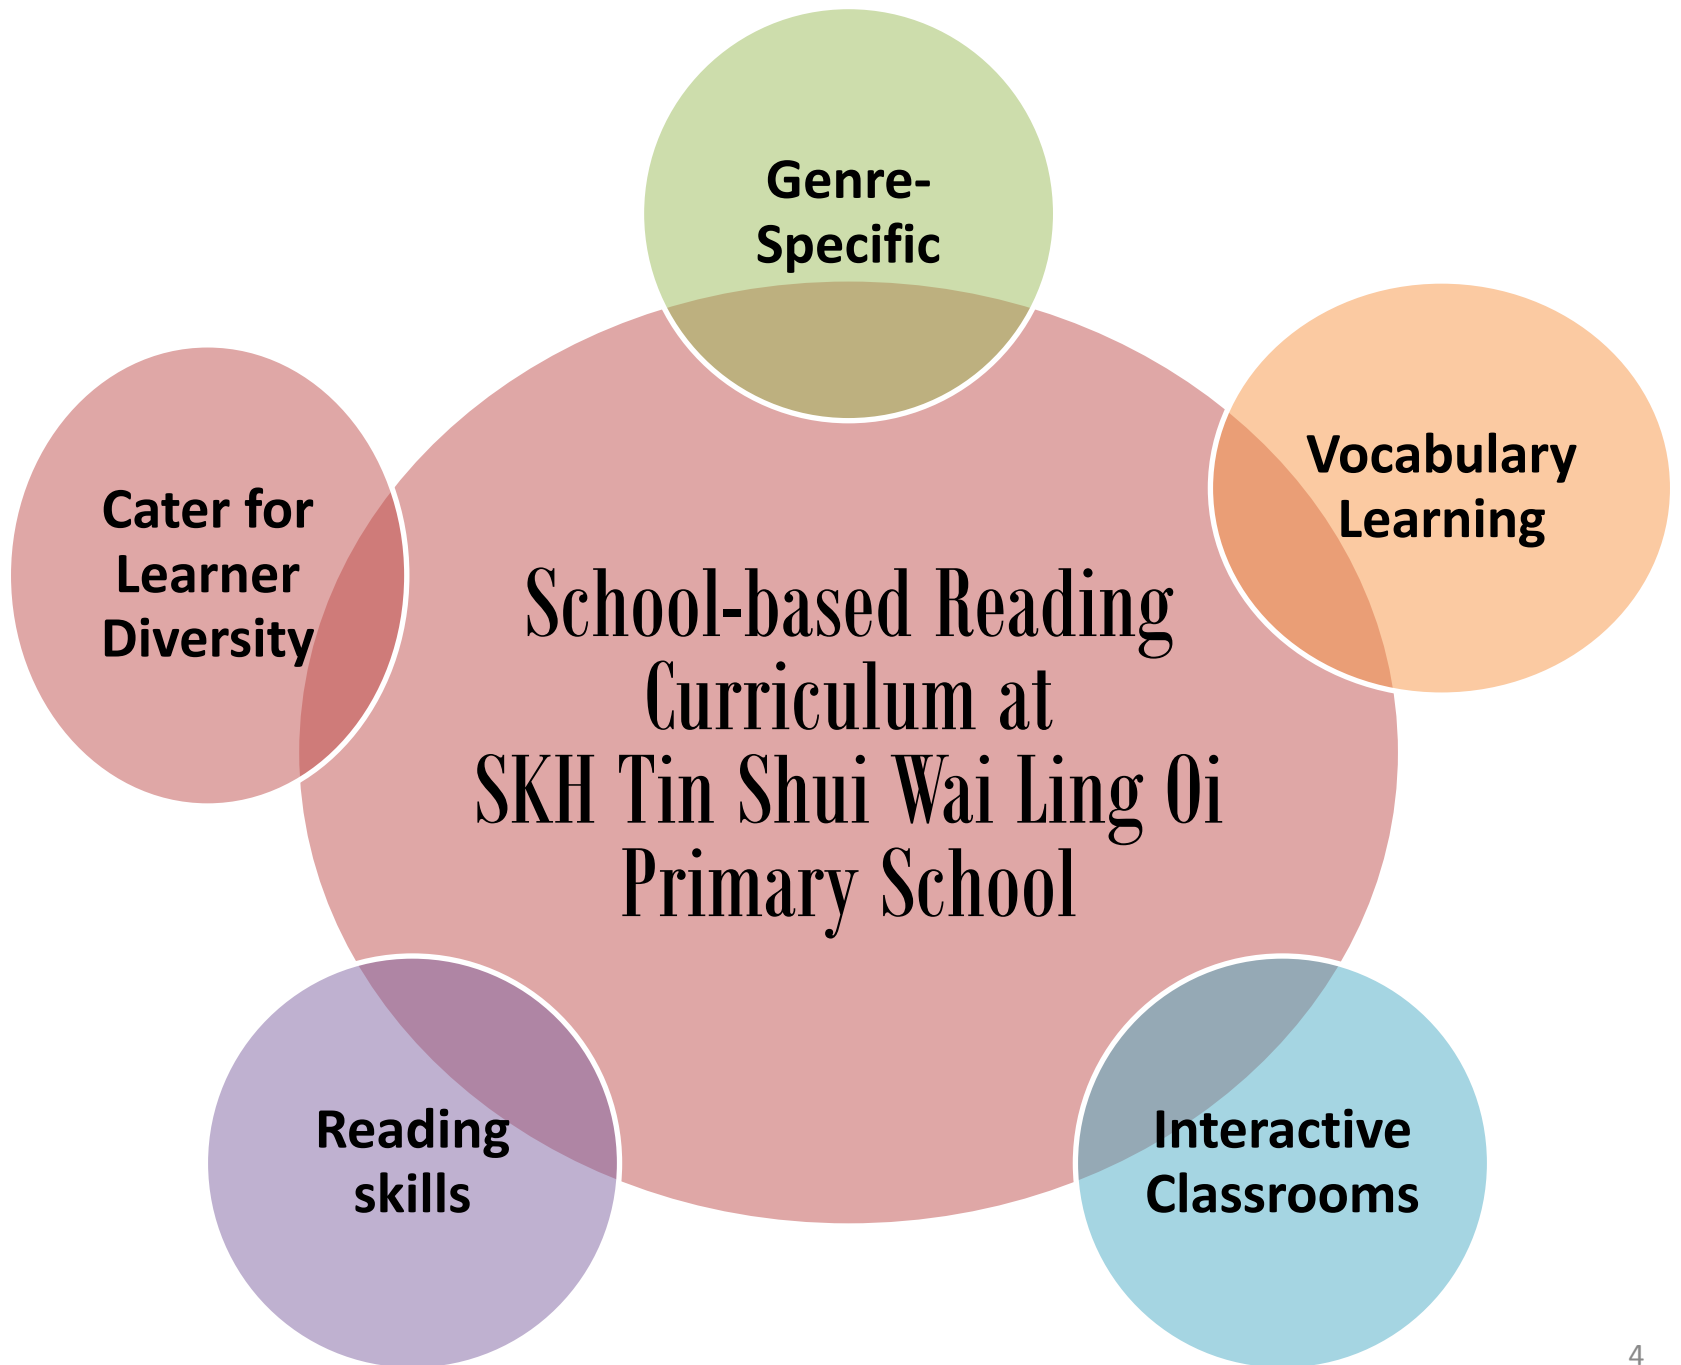 Genre-
Specific
Vocabulary
Learning
Cater for
Learner
Diversity
School-based Reading
Curriculum at
SKH Tin Shui Wai Ling Oi
Primary School
Reading
skills
Interactive
Classrooms
4